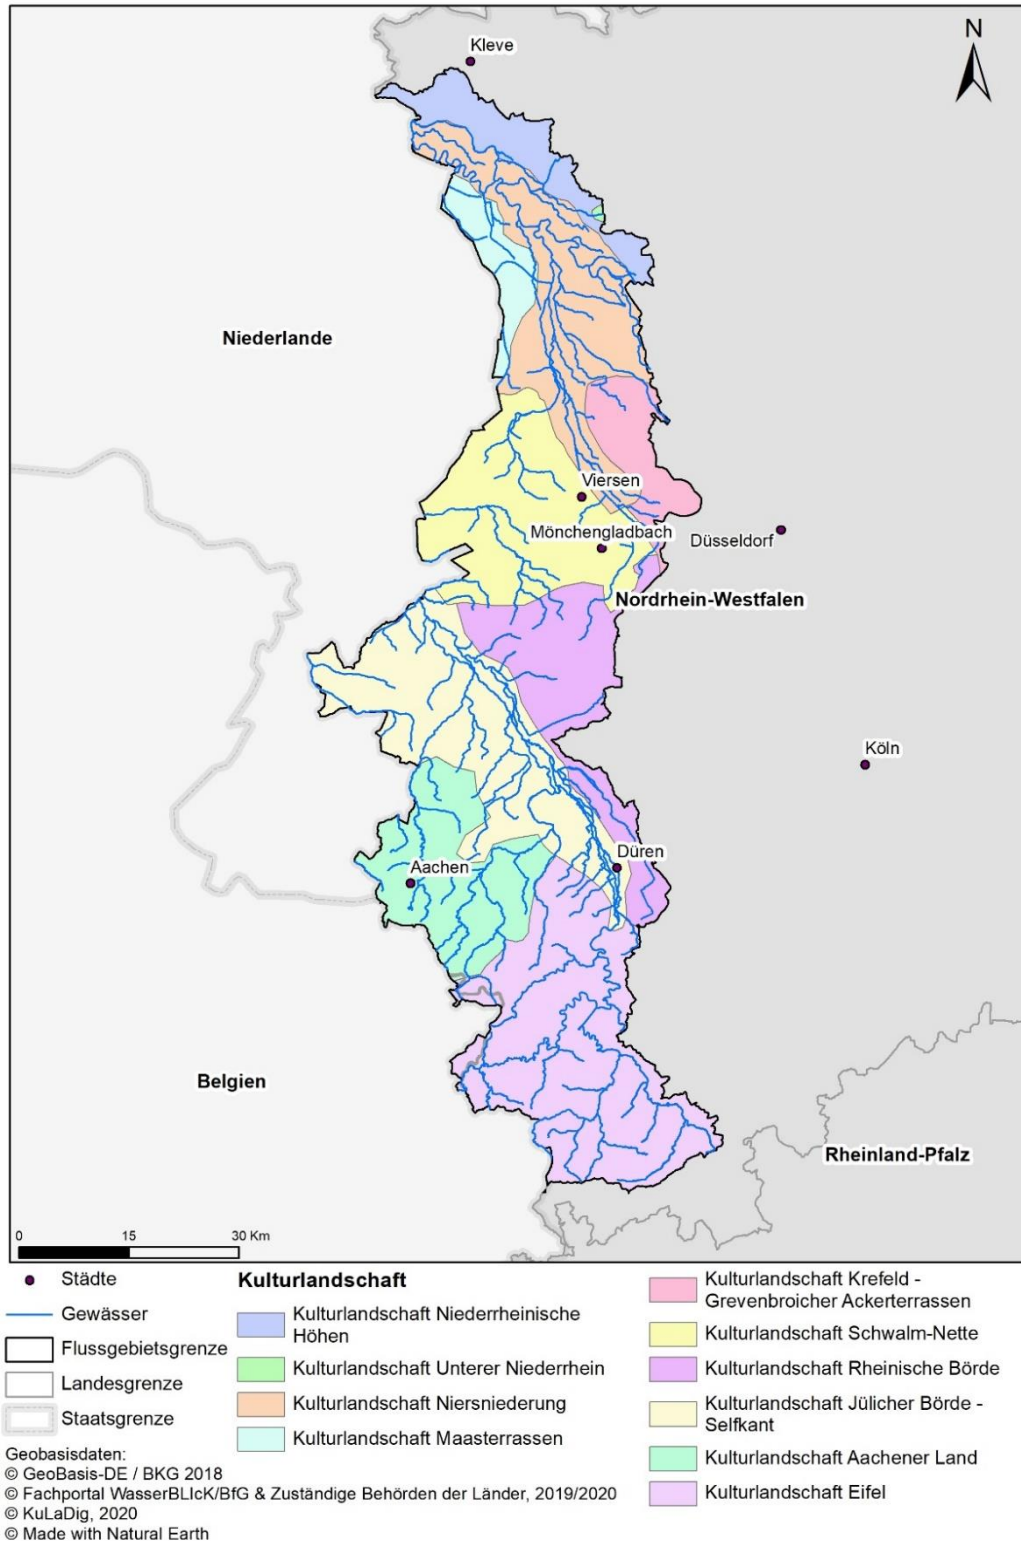 N
Kleve
Niederlande
Viersen
Mönchengladbach
Düsseldorf
Nordrhein-Westfalen
Köln
Düren
Aachen
Belgien
Rheinland-Pfalz
0 15 30 Km
Städte
Gewässer
Flussgebietsgrenze
Landesgrenze
Staatsgrenze
Geobasisdaten:
© GeoBasis-DE / BKG 2018
© Fachportal WasserBLIcK/BfG & Zuständige Behörden der Länder, 2019/2020
© KuLaDig, 2020
© Made with Natural Earth
Kulturlandschaft
Kulturlandschaft Niederrheinische
Höhen
Kulturlandschaft Unterer Niederrhein
Kulturlandschaft Niersniederung
Kulturlandschaft Maasterrassen
Kulturlandschaft Krefeld -
Grevenbroicher Ackerterrassen
Kulturlandschaft Schwalm-Nette
Kulturlandschaft Rheinische Börde
Kulturlandschaft Jülicher Börde -
Selfkant
Kulturlandschaft Aachener Land
Kulturlandschaft Eifel